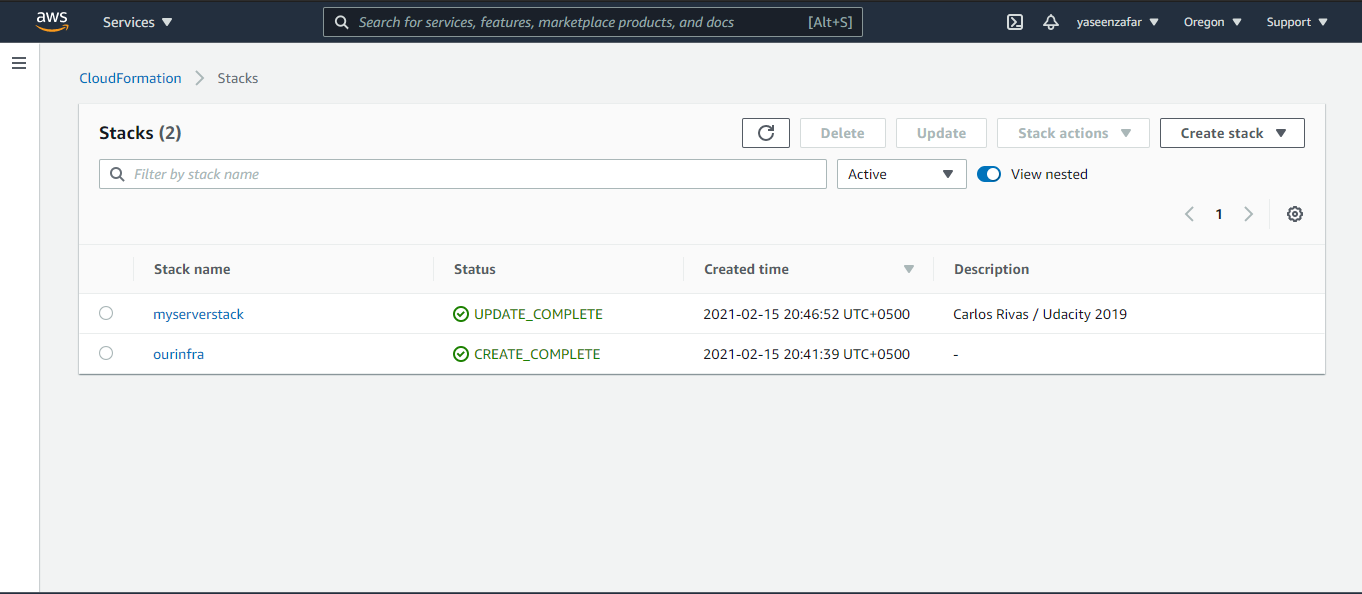 aws Services Search for services, features, marketplace products, and docs [Alt+S] yaseenzafar Oregon Support
CloudFormation Stacks
Stacks (2) Delete Update Stack actions Create stack
Filter by stack name Active View nested
1
Stack name Status Created time Description
myserverstack UPDATE_COMPLETE 2021-02-15 20:46:52 UTC+0500 Carlos Rivas / Udacity 2019
ourinfra CREATE_COMPLETE 2021-02-15 20:41:39 UTC+0500 -